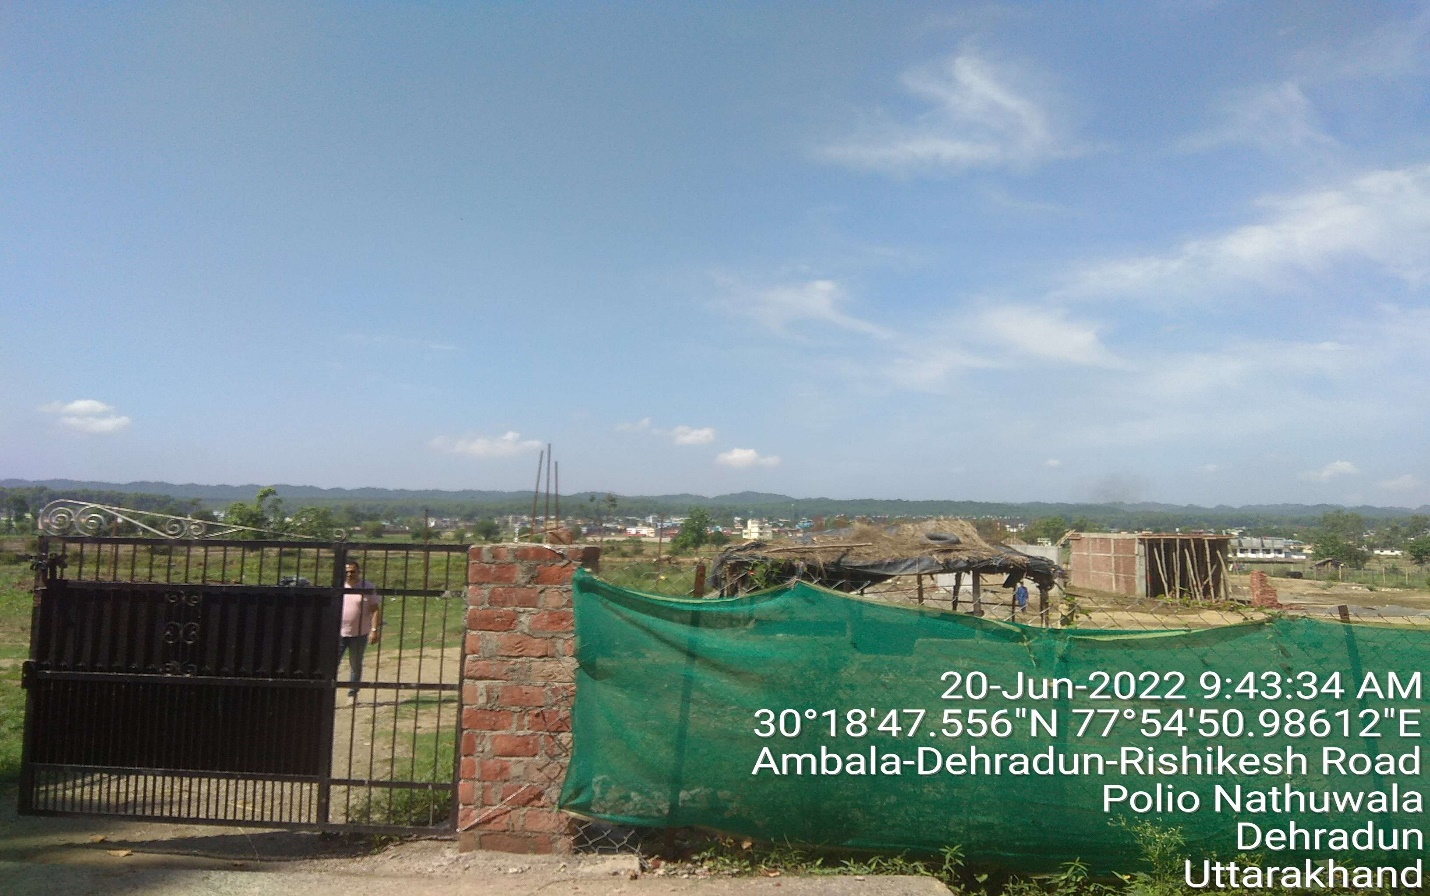 20-Jun-2022 9:43:34 AM
30°18'47.556"N 77°54'50.98612"E
Ambala-Dehradun-Rishikesh Road
Polio Nathuwala
Dehradun
Uttarakhand